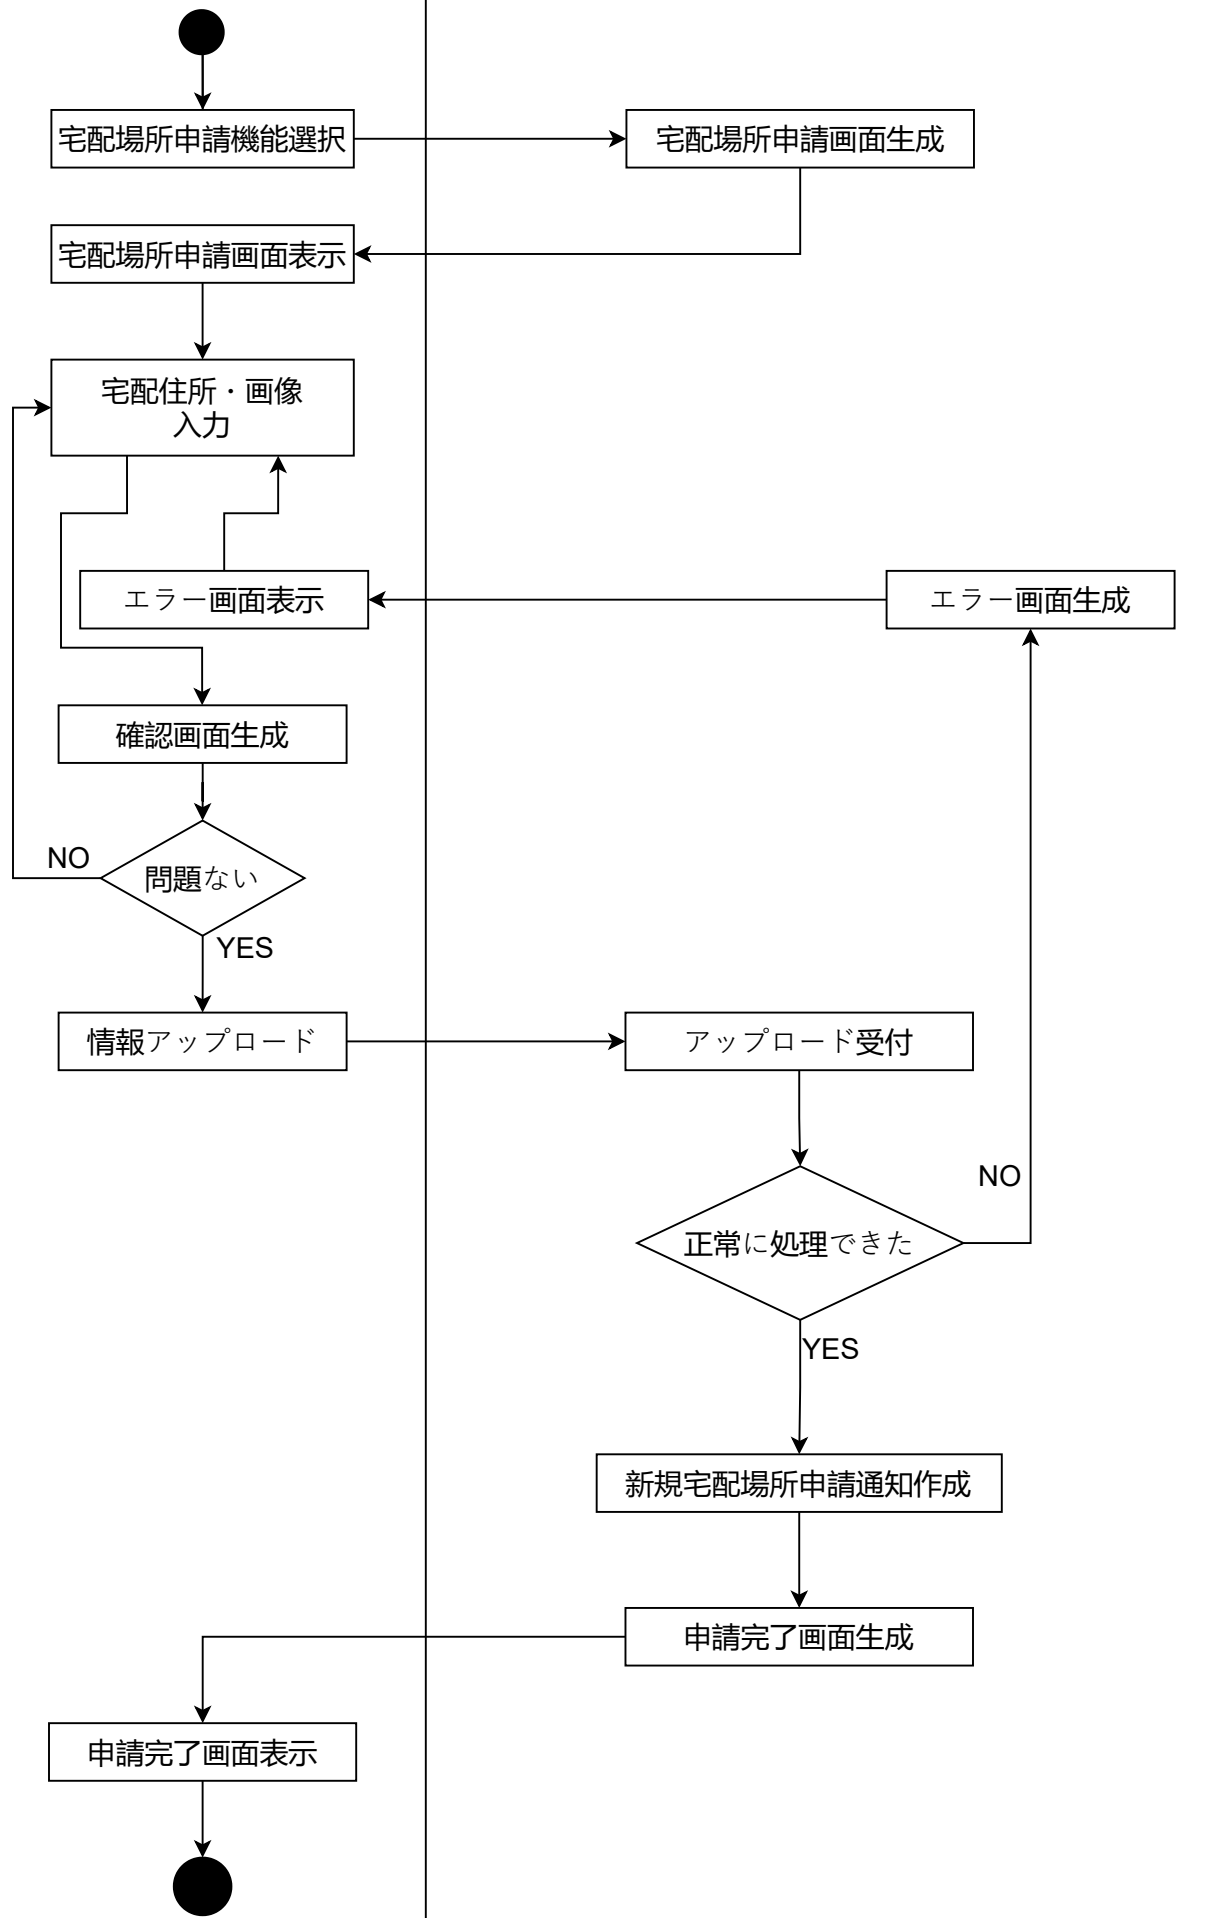 宅配場所申請機能選択
宅配場所申請画面生成
宅配場所申請画面表示
宅配住所・画像
入力
エラー画面表示
エラー画面生成
確認画面生成
NO
問題ない
YES
情報アップロード
アップロード受付
NO
正常に処理できた
YES
新規宅配場所申請通知作成
申請完了画面生成
申請完了画面表示